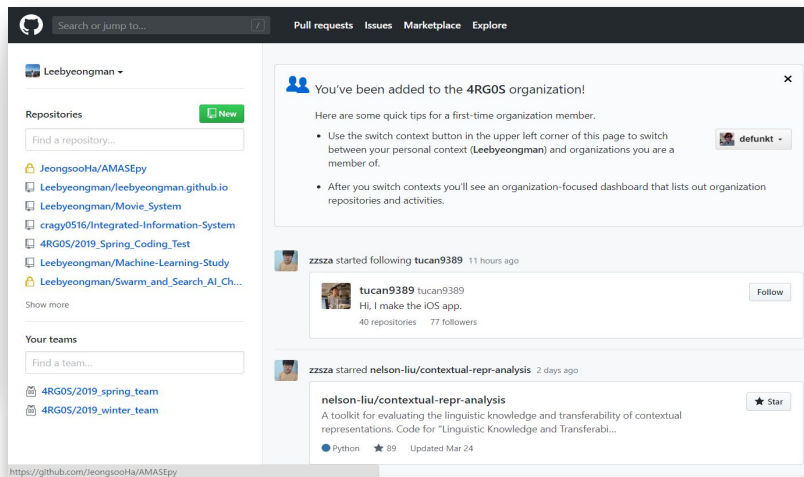 Search or jump to...
/
Pull requests Issues Marketplace Explore
Leebyeongman
Repositories
New
Find a repository...
JeongsooHa/AMASEpy
Leebyeongman/leebyeongman.github.io
Leebyeongman/Movie_System
cragy0516/Integrated-Information-System
4RG0S/2019_Spring_Coding_Test
Leebyeongman/Machine-Learning-Study
Leebyeongman/Swarm_and_Search_AI_Ch...
Show more
Your teams
Find a team...
4RG0S/2019_spring_team
4RG0S/2019_winter_team
You've been added to the 4RG0S organization!
Here are some quick tips for a first-time organization member.
• Use the switch context button in the upper left corner of this page to switch
between your personal context (Leebyeongman) and organizations you are a
member of.
defunkt
• After you switch contexts you'll see an organization-focused dashboard that lists out organization
repositories and activities.
zzsza started following tucan9389 11 hours ago
tucan9389 tucan9389
Hi, I make the iOS app.
40 repositories 77 followers
Follow
zzsza starred nelson-liu/contextual-repr-analysis 2 days ago
nelson-liu/contextual-repr-analysis
Star
A toolkit for evaluating the linguistic knowledge and transferability of contextual
representations. Code for "Linguistic Knowledge and Transferabi...
Python 89 Updated Mar 24
https://github.com/JeongsooHa/AMASEpy